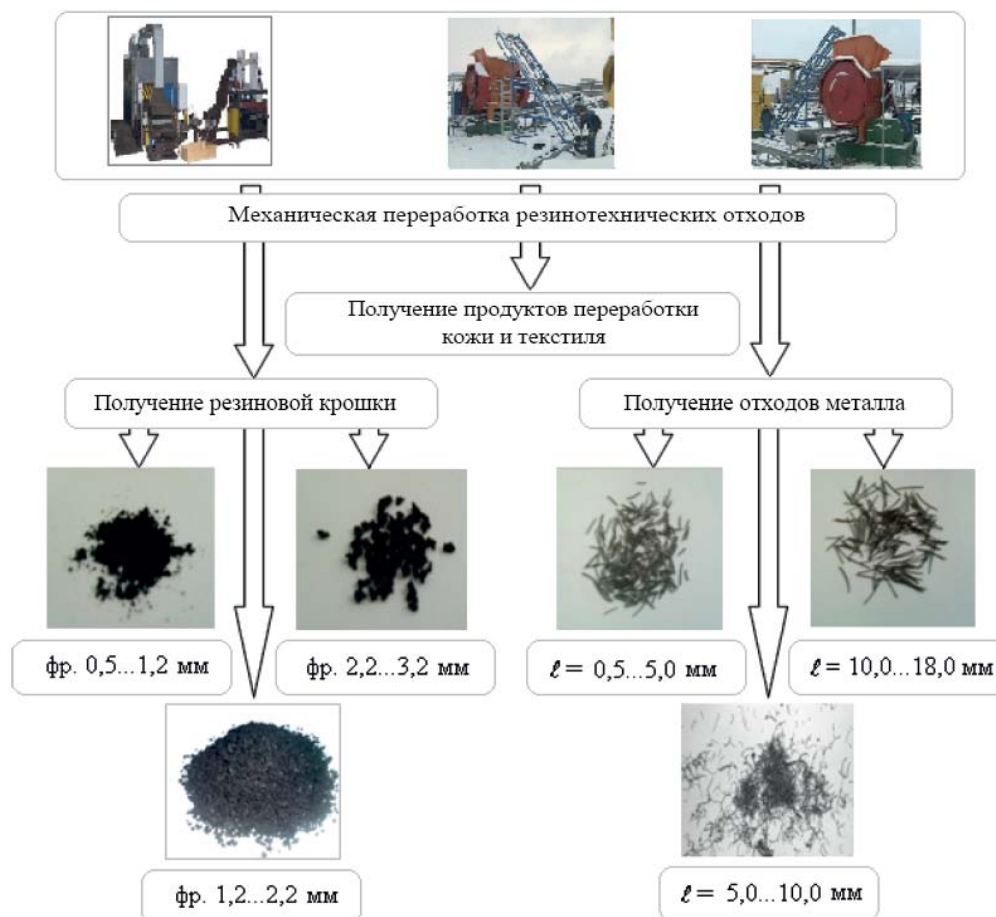 Механическая переработка резинотехнических отходов
Получение продуктов переработки
кожи и текстиля
Получение резиновой крошки
Получение отходов металла
фр. 0,5...1,2 мм
фр. 2,2...3,2 мм
ℓ = 0,5...5,0 мм
ℓ = 10,0...18,0 мм
фр. 1,2...2,2 мм
ℓ = 5,0...10,0 мм